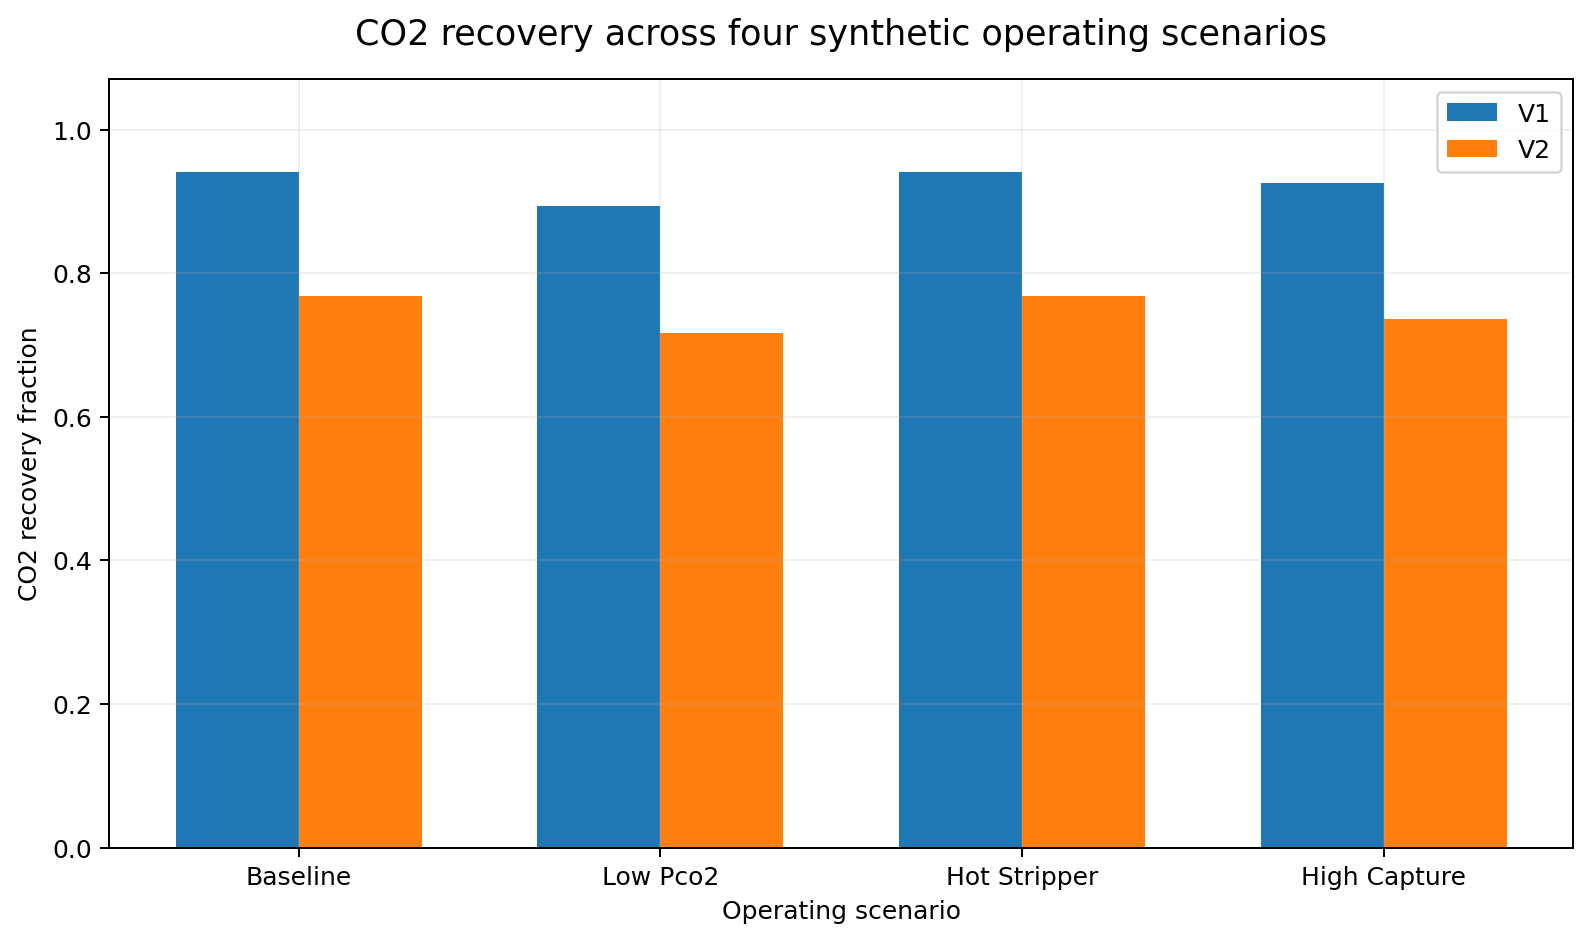 CO2 recovery across four synthetic operating scenarios
V1
V2
CO2 recovery fraction
1.0
0.8
0.6
0.4
0.2
0.0
Baseline
Low Pco2
Hot Stripper
High Capture
Operating scenario